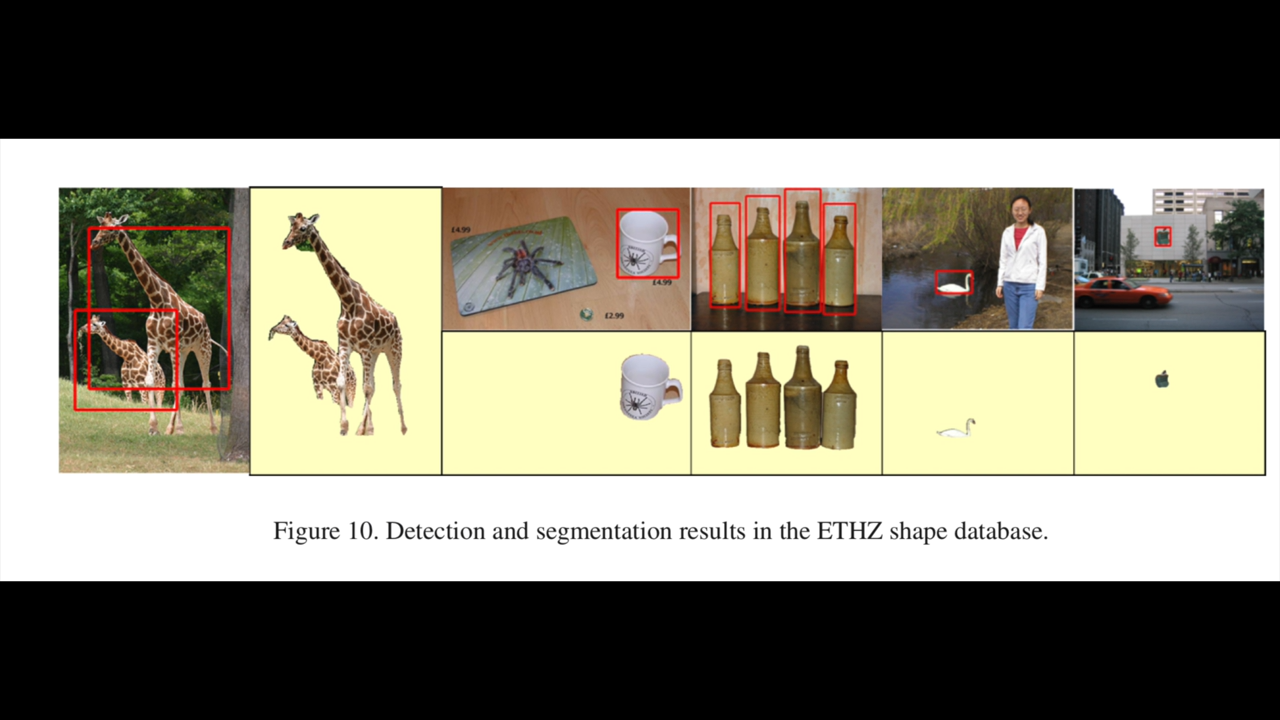 £4.99
£4.99
£2.99
Figure 10. Detection and segmentation results in the ETHZ shape database.